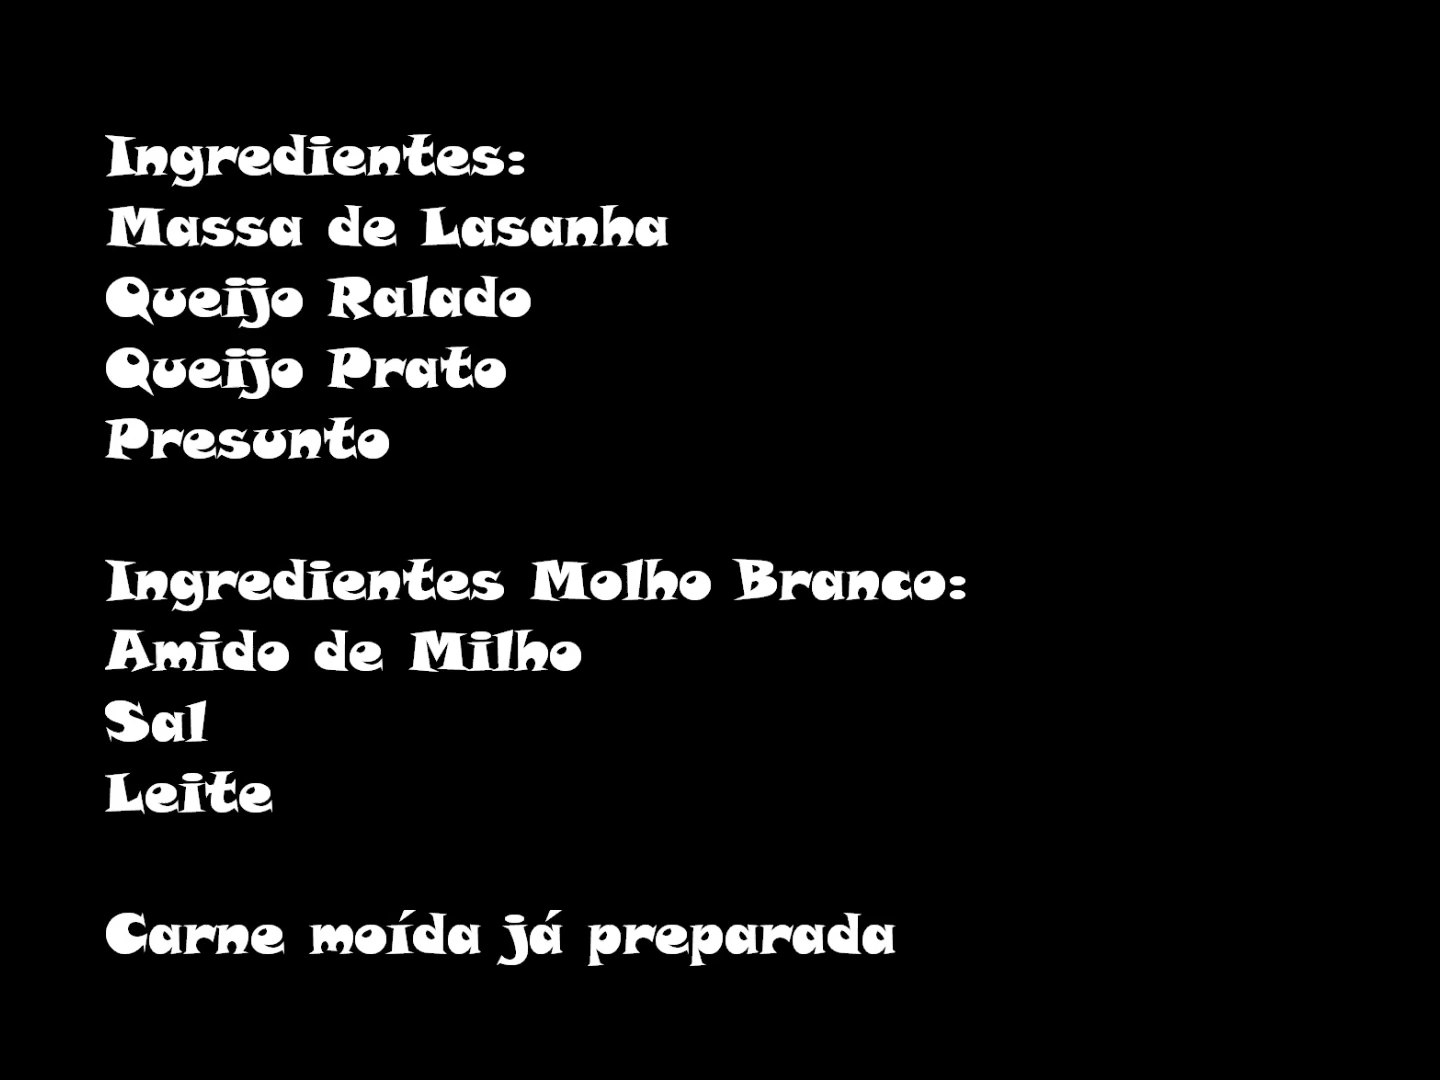 Ingredientes:
Massa de Lasanha
Queijo Ralado
Queijo Prato
Presunto
Ingredientes Molho Branco:
Amido de Milho
Sal
Leite
Carne moída já preparada